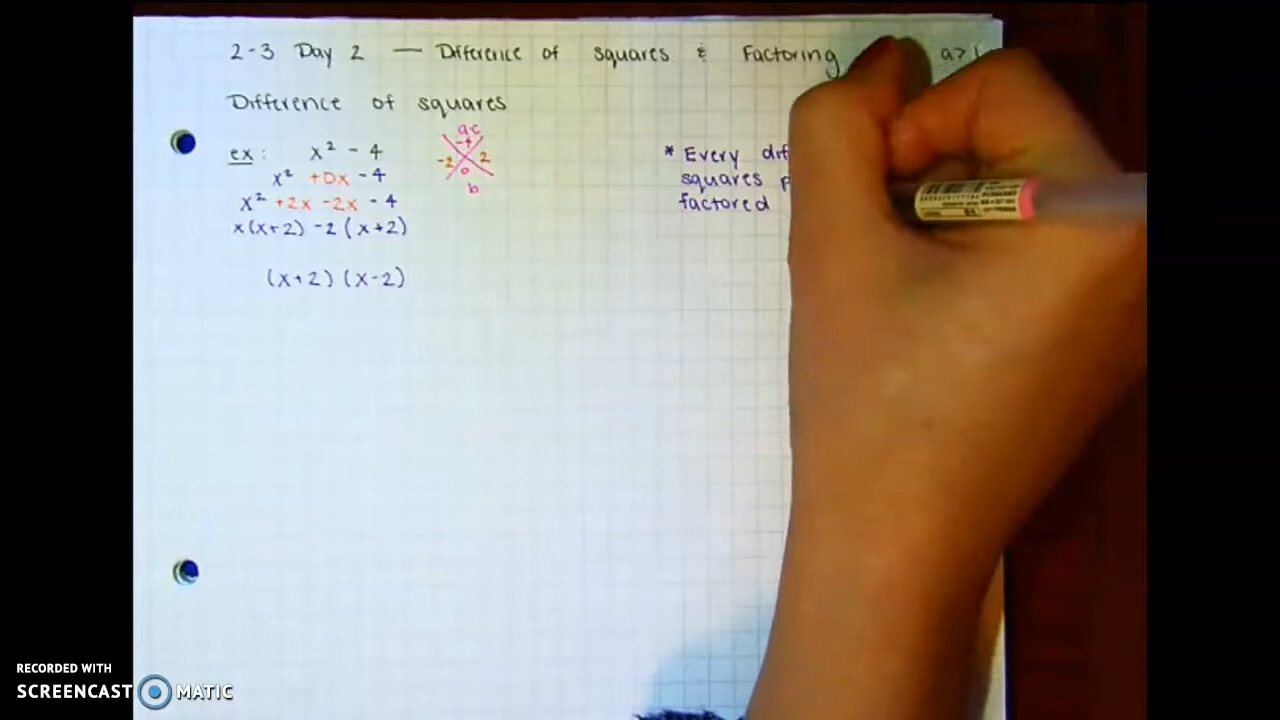 2-3 Day 2 — Difference of squares & Factoring a>1
Difference of squares
ex: x² - 4
x² +0x -4
x² +2x -2x -4
x(x+2) -2(x+2)
(x+2)(x-2)
a·c
-4
-2 2
0
b
* Every
squares
factored
RECORDED WITH
SCREENCAST MATIC